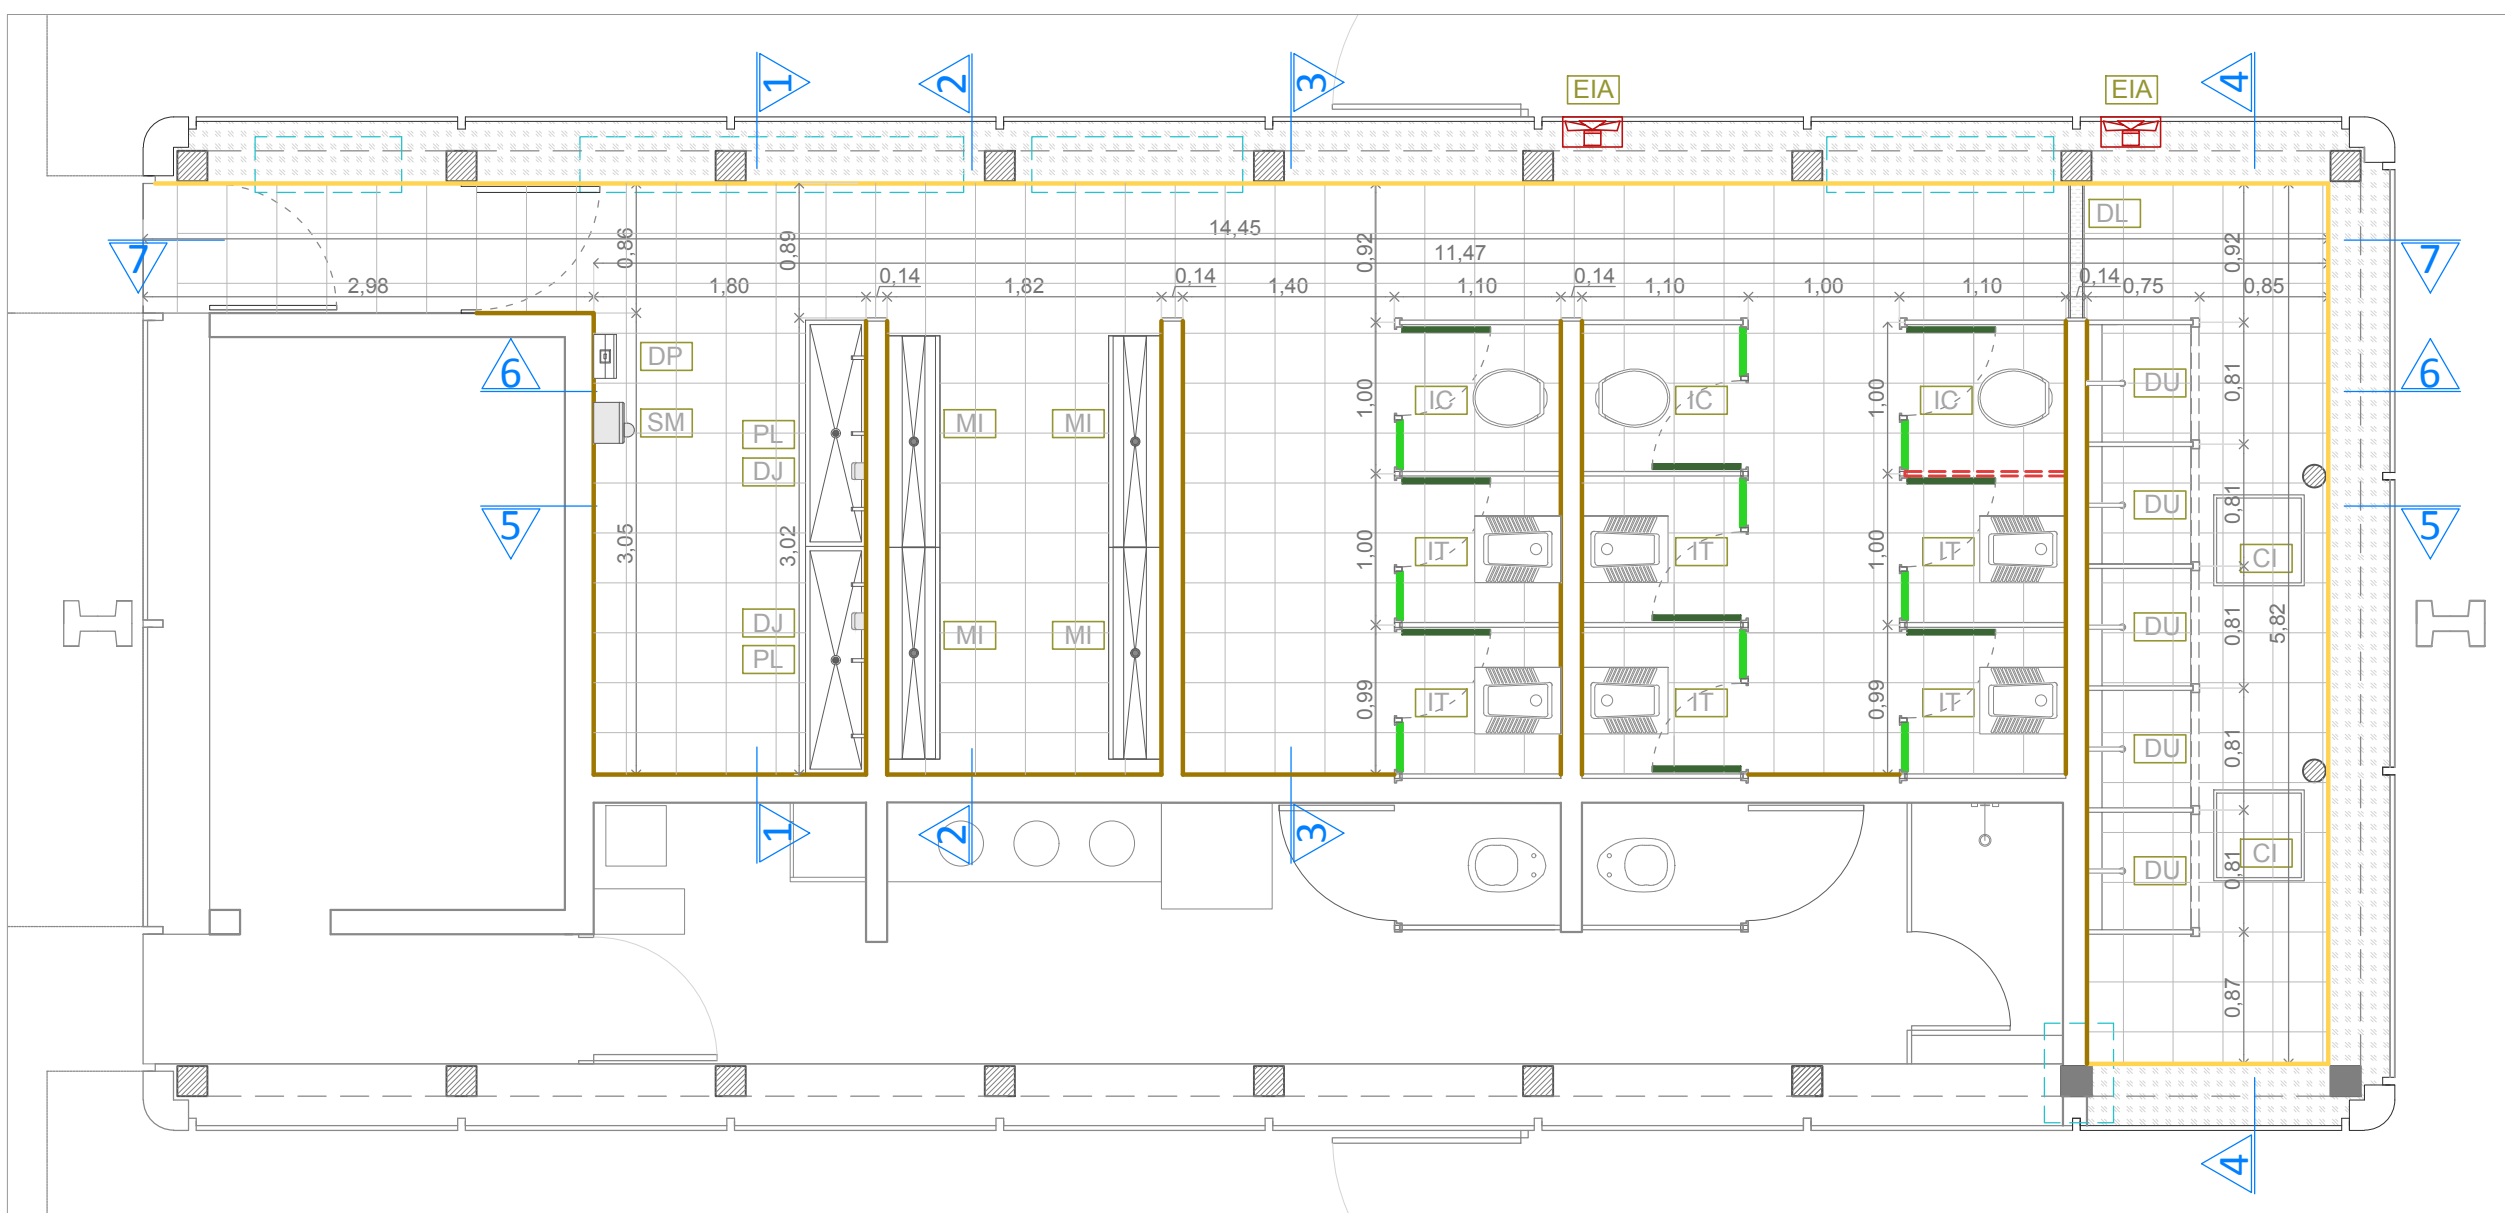 1
2
3
EIA
EIA
4
DL
14,45
0,86
0,89
0,92
0,92
7
11,47
7
2,98
1,80
0,14
1,82
0,14
1,40
1,10
0,14
1,10
1,00
1,10
0,14
0,75
0,85
DP
6
SM
PL
DJ
MI
MI
1,00
IC
IC
1,00
IC
DU
0,81
6
5
3,05
3,02
1,00
IT
IT
1,00
IT
DU
0,81
CI
5
DJ
PL
MI
MI
0,99
IT
IT
0,99
IT
DU
0,81
5,82
DU
0,81
DU
0,81
CI
1
2
3
0,87
4